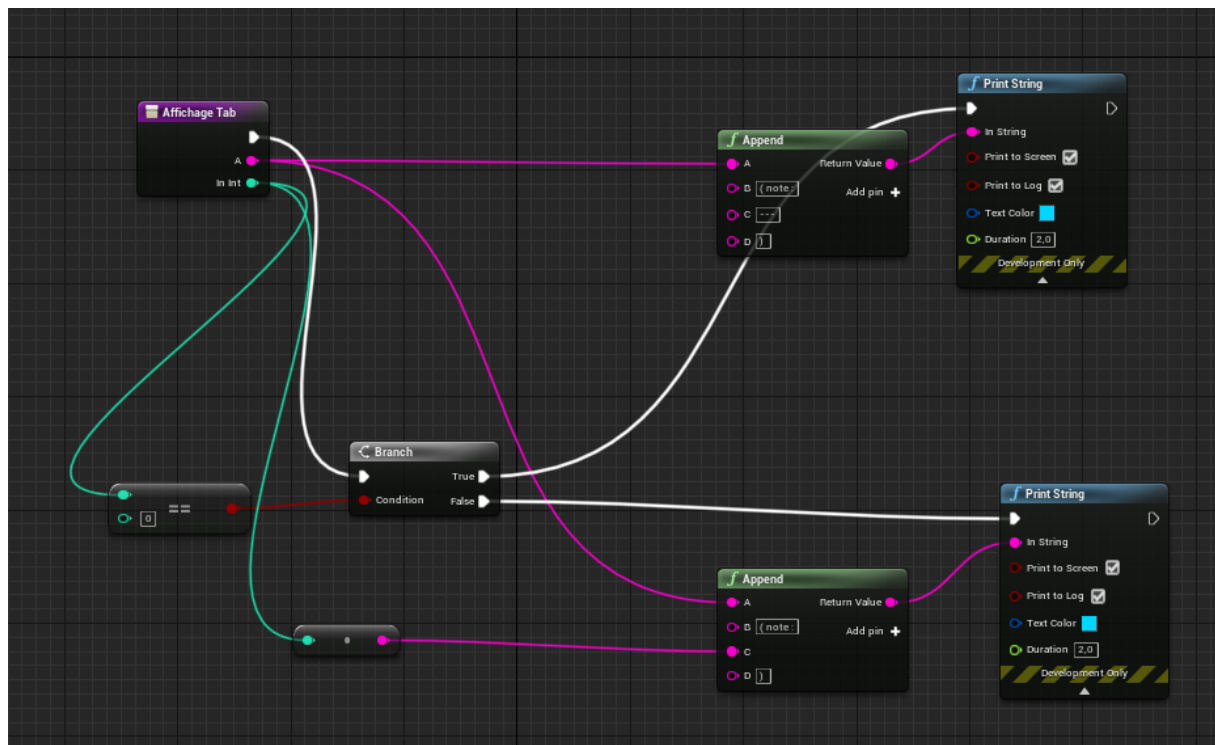 Affichage Tab
A
In Int
f Append
A
Return Value
B ( note :
Add pin +
C ---
D )
f Print String
In String
Print to Screen
Print to Log
Text Color
Duration 2,0
Development Only
Branch
True
Condition
False
==
0
f Append
A
Return Value
B ( note :
Add pin +
C
D )
f Print String
In String
Print to Screen
Print to Log
Text Color
Duration 2,0
Development Only